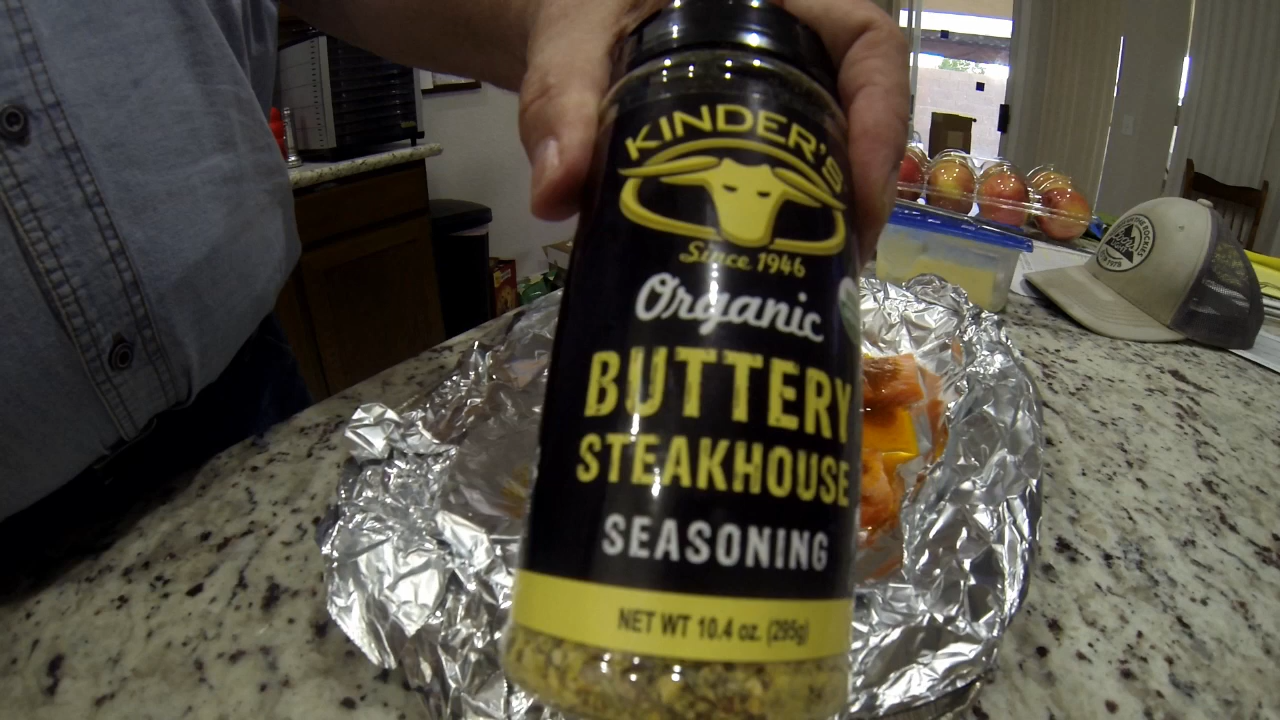 KINDER'S
Since 1946
Organic
BUTTERY
STEAKHOUSE
SEASONING
NET WT 10.4 oz. (295g)